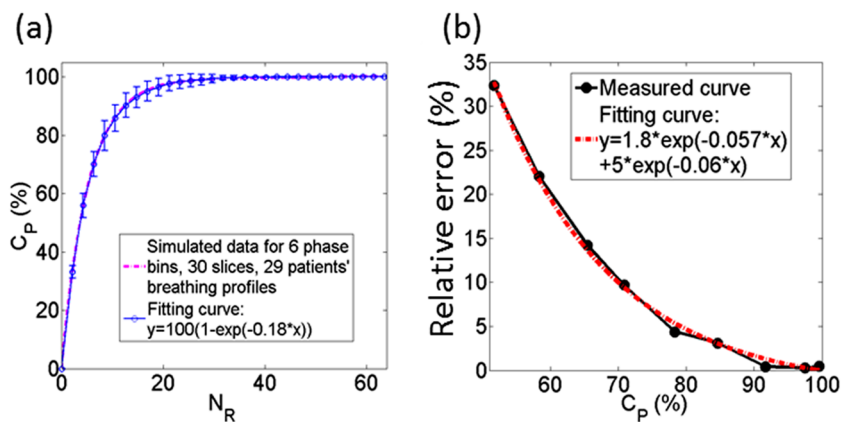 (a)
100
80
60
40
20
0
C_P (%)
Simulated data for 6 phase
bins, 30 slices, 29 patients'
breathing profiles
Fitting curve:
y=100(1-exp(-0.18*x))
0 20 40 60
N_R
(b)
35
30
25
20
15
10
5
0
Relative error (%)
Measured curve
Fitting curve:
y=1.8*exp(-0.057*x)
+5*exp(-0.06*x)
60 70 80 90 100
C_P (%)